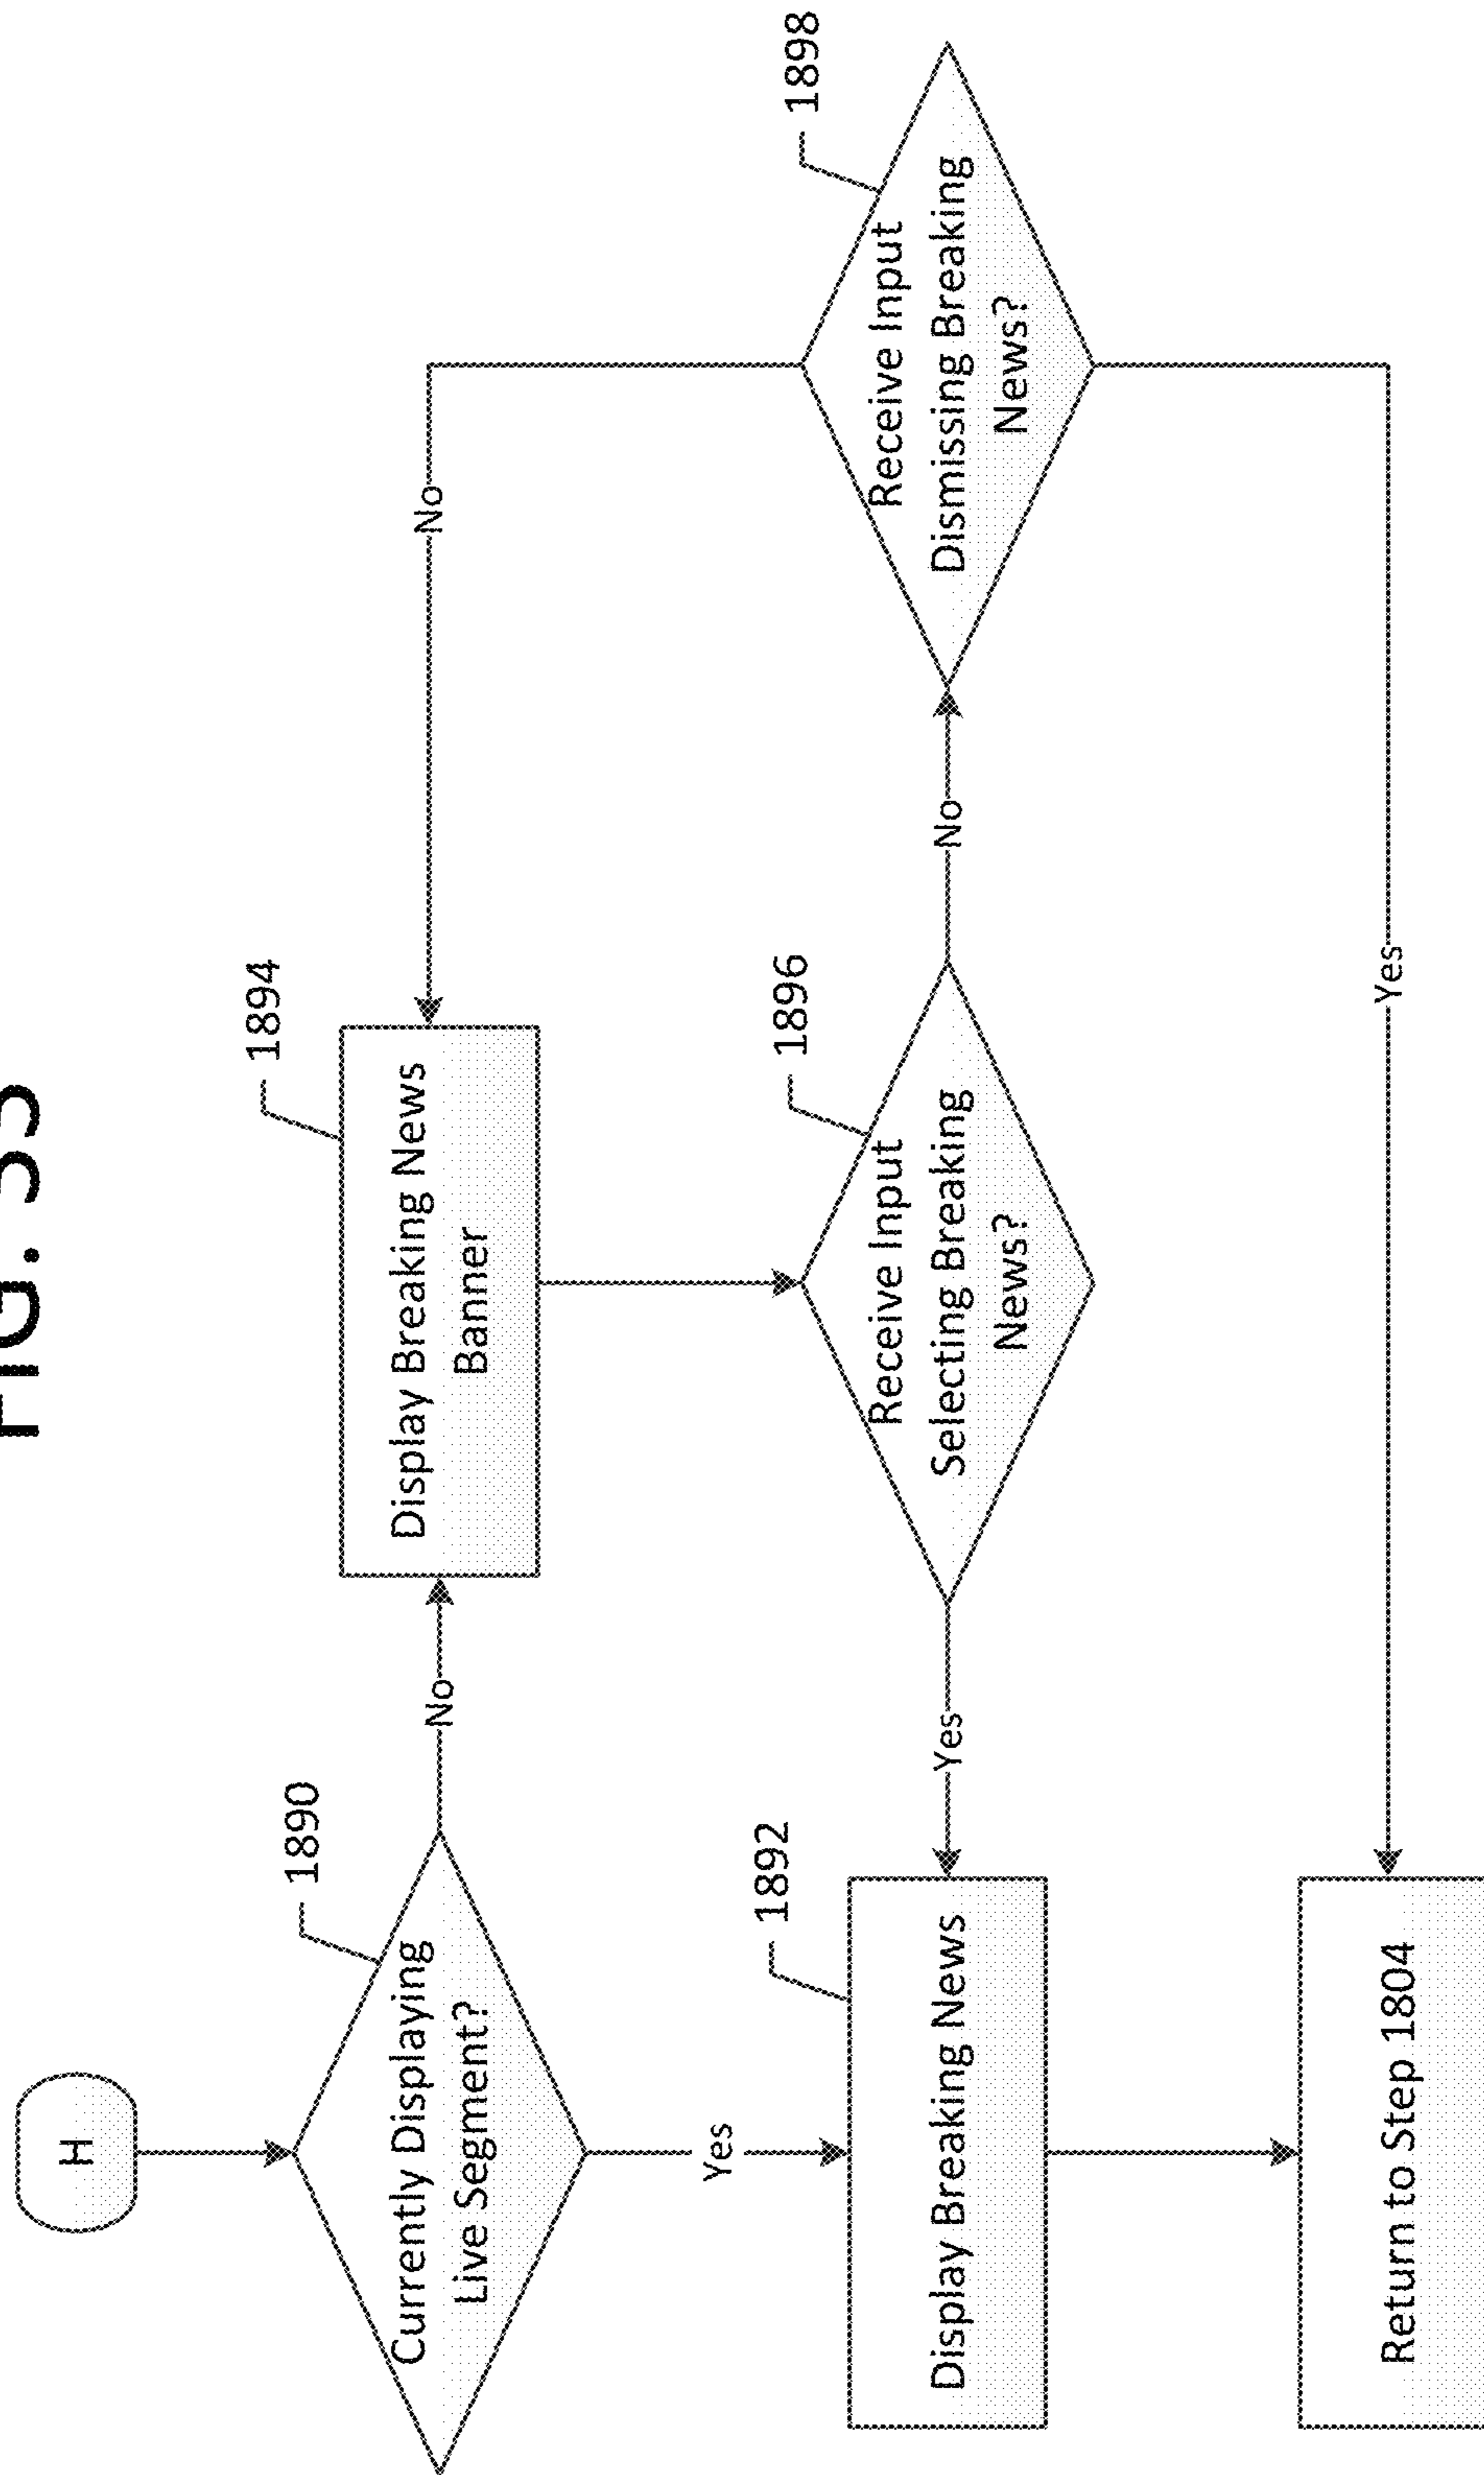 FIG.
H
Currently Displaying
Live Segment?
1890
No
Yes
Display Breaking News
Banner
1894
No
Display Breaking News
1892
Yes
Receive Input
Selecting Breaking
News?
1896
No
Receive Input
Dismissing Breaking
News?
1898
Yes
Return to Step 1804